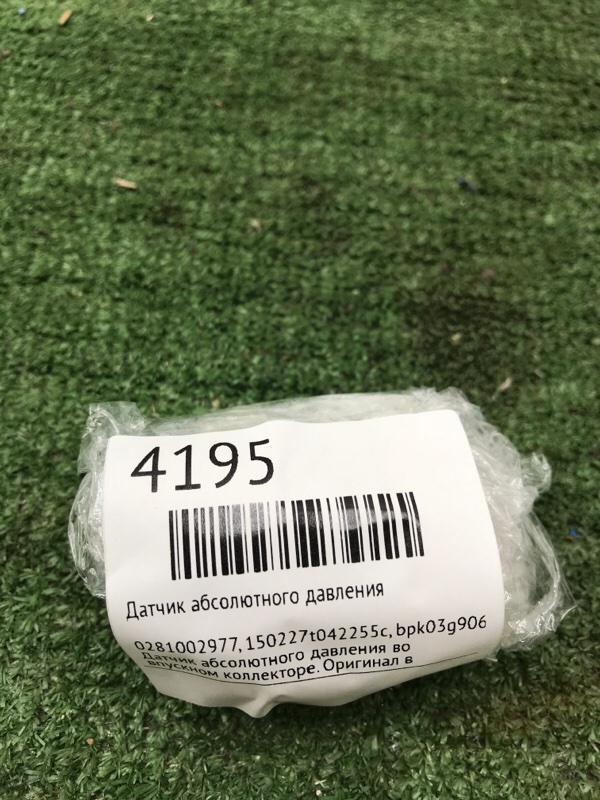 4195
Датчик абсолютного давления
0281002977, 150227t042255c, bpk03g906
Датчик абсолютного давления во
впускном коллекторе. Оригинал в